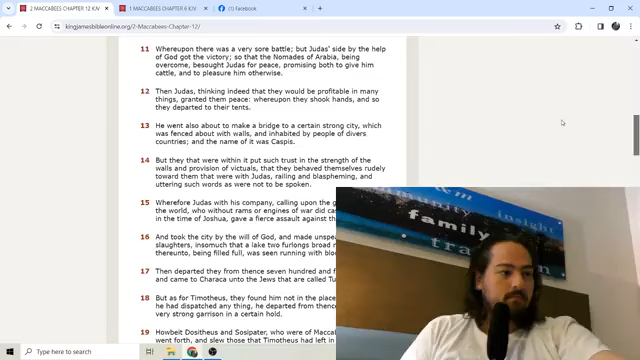 2 MACCABEES CHAPTER 12 KJV
1 MACCABEES CHAPTER 6 KJV
(1) Facebook
kingjamesbibleonline.org/2-Maccabees-Chapter-12/
11 Whereupon there was a very sore battle; but Judas' side by the help
of God got the victory; so that the Nomades of Arabia, being
overcome, besought Judas for peace, promising both to give him
cattle, and to pleasure him otherwise.
12 Then Judas, thinking indeed that they would be profitable in many
things, granted them peace: whereupon they shook hands, and so
they departed to their tents.
13 He went also about to make a bridge to a certain strong city, which
was fenced about with walls, and inhabited by people of divers
countries; and the name of it was Caspis.
14 But they that were within it put such trust in the strength of the
walls and provision of victuals, that they behaved themselves rudely
toward them that were with Judas, railing and blaspheming, and
uttering such words as were not to be spoken.
15 Wherefore Judas with his company, calling upon the g
the world, who without rams or engines of war did cas
in the time of Joshua, gave a fierce assault against th
16 And took the city by the will of God, and made unspea
slaughters, insomuch that a lake two furlongs broad n
thereunto, being filled full, was seen running with bloo
17 Then departed they from thence seven hundred and f
and came to Characa unto the Jews that are called Tu
18 But as for Timotheus, they found him not in the place
he had dispatched any thing, he departed from thence
very strong garrison in a certain hold.
19 Howbeit Dositheus and Sosipater, who were of Maccab
went forth, and slew those that Timotheus had left in
insight
community
family
Type here to search